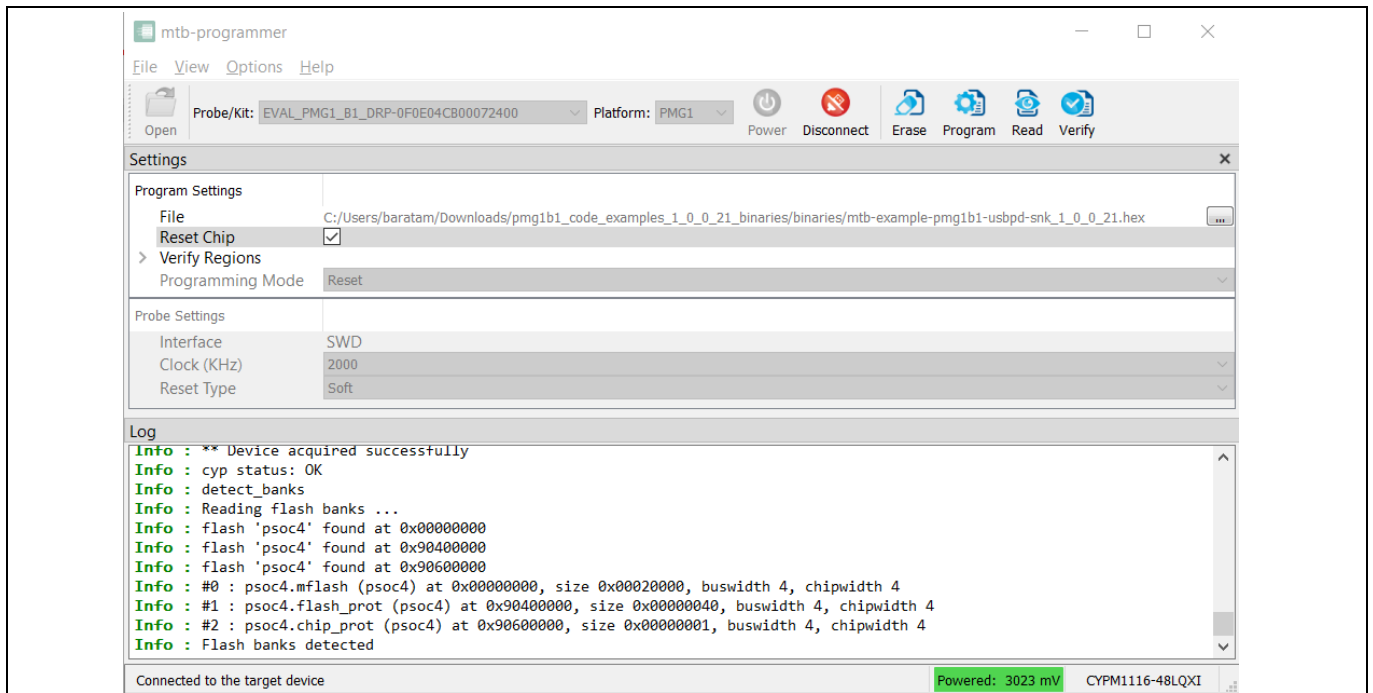 mtb-programmer
File View Options Help
Open Probe/Kit: EVAL_PMG1_B1_DRP-0F0E04CB00072400 Platform: PMG1 Power Disconnect Erase Program Read Verify
Settings
Program Settings
File C:/Users/baratam/Downloads/pmg1b1_code_examples_1_0_0_21_binaries/binaries/mtb-example-pmg1b1-usbpd-snk_1_0_0_21.hex ...
Reset Chip
Verify Regions
Programming Mode Reset
Probe Settings
Interface SWD
Clock (KHz) 2000
Reset Type Soft
Log
Info : ** Device acquired successfully
Info : cyp status: OK
Info : detect_banks
Info : Reading flash banks ...
Info : flash 'psoc4' found at 0x00000000
Info : flash 'psoc4' found at 0x90400000
Info : flash 'psoc4' found at 0x90600000
Info : #0 : psoc4.mflash (psoc4) at 0x00000000, size 0x00020000, buswidth 4, chipwidth 4
Info : #1 : psoc4.flash_prot (psoc4) at 0x90400000, size 0x00000040, buswidth 4, chipwidth 4
Info : #2 : psoc4.chip_prot (psoc4) at 0x90600000, size 0x00000001, buswidth 4, chipwidth 4
Info : Flash banks detected
Connected to the target device Powered: 3023 mV CYPM1116-48LQXI